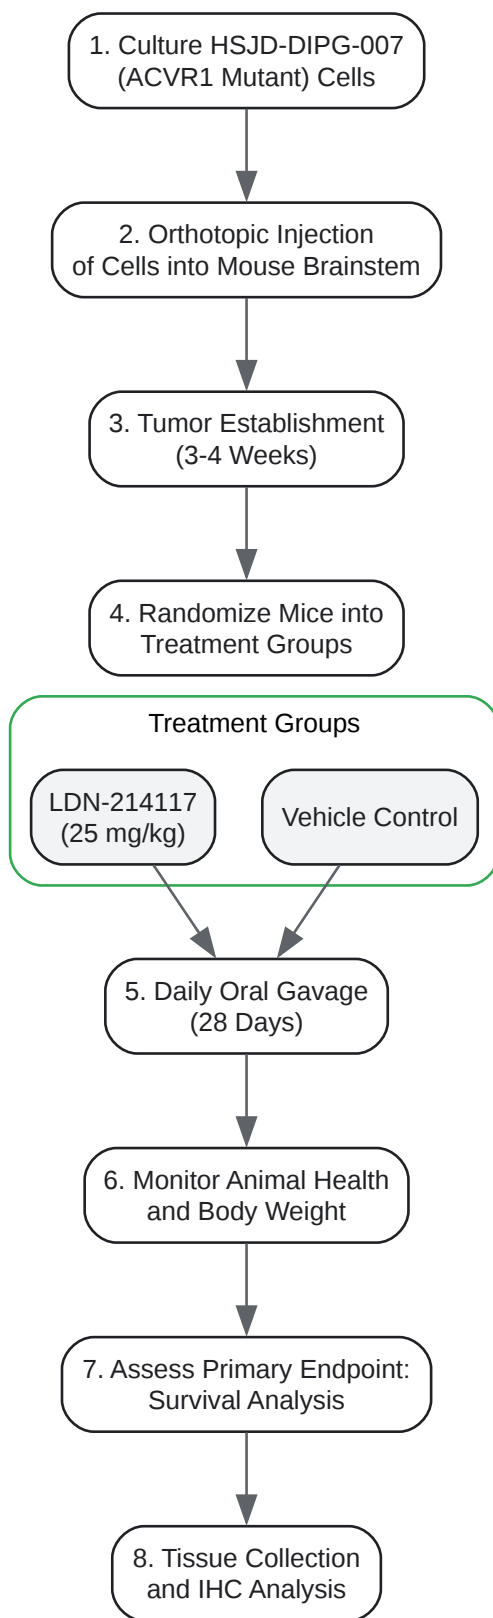 1. Culture HSJD-DIPG-007
(ACVR1 Mutant) Cells
2. Orthotopic Injection
of Cells into Mouse Brainstem
3. Tumor Establishment
(3-4 Weeks)
4. Randomize Mice into
Treatment Groups
Treatment Groups
LDN-214117
(25 mg/kg)
Vehicle Control
5. Daily Oral Gavage
(28 Days)
6. Monitor Animal Health
and Body Weight
7. Assess Primary Endpoint:
Survival Analysis
8. Tissue Collection
and IHC Analysis